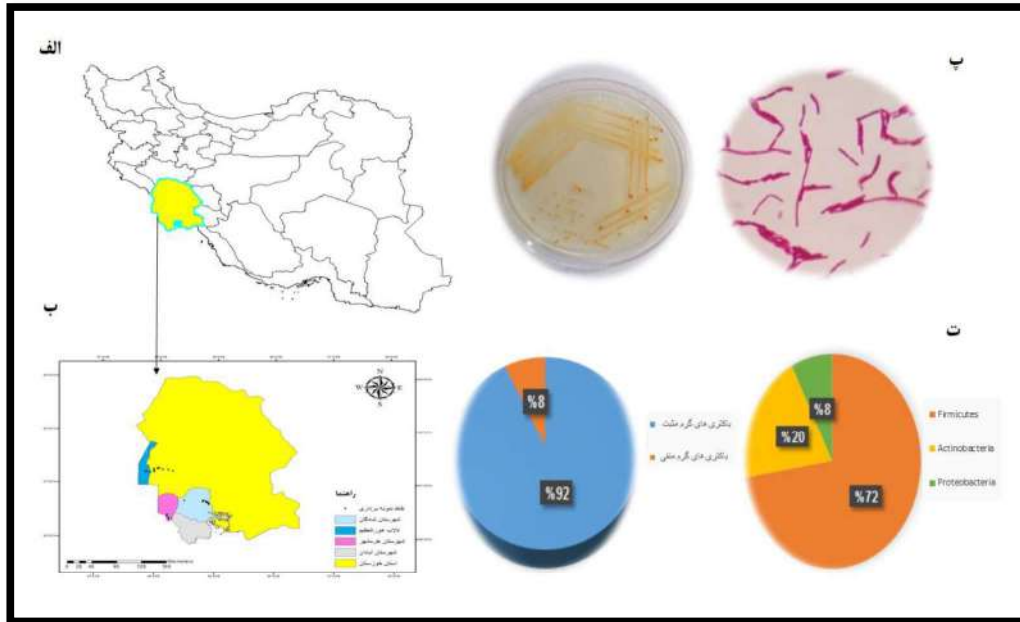 الف
ب
راهنما
نقاط نمونه برداری
شهرستان شادگان
تالاب هورالعظیم
شهرستان خرمشهر
شهرستان آبادان
استان خوزستان
N
W
E
S
پ
ت
%8
%92
باکتری های گرم مثبت
باکتری های گرم منفی
%8
%20
%72
Firmicutes
Actinobacteria
Proteobacteria